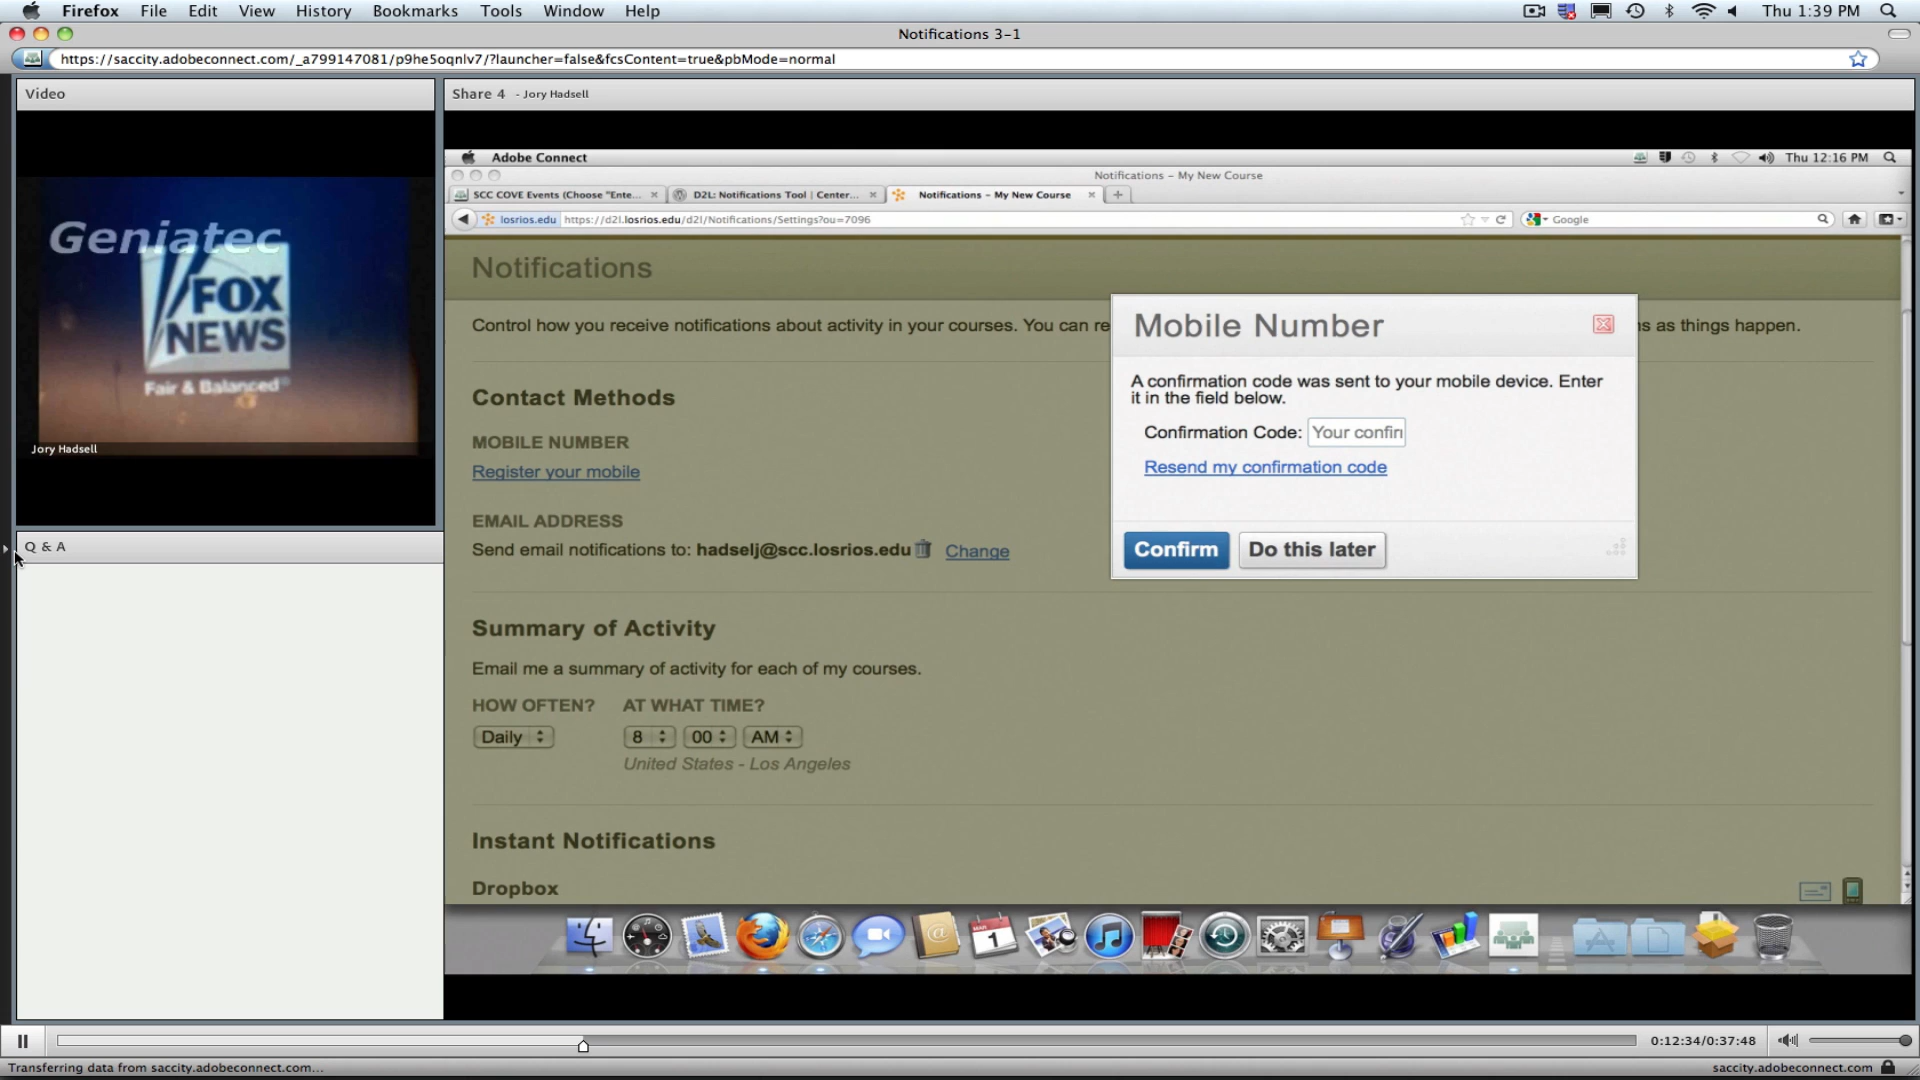 Firefox File Edit View History Bookmarks Tools Window Help Thu 1:39 PM
Notifications 3-1
https://saccity.adobeconnect.com/_a799147081/p9he5oqnlv7/?launcher=false&fcsContent=true&pbMode=normal
Video
Share 4 - Jory Hadsell
Geniatec
FOX
NEWS
Fair & Balanced®
Jory Hadsell
Q & A
Adobe Connect Thu 12:16 PM
Notifications - My New Course
SCC COVE Events (Choose "Ente... D2L: Notifications Tool | Center... Notifications - My New Course
losrios.edu https://d2l.losrios.edu/d2l/Notifications/Settings?ou=7096 Google
Notifications
Control how you receive notifications about activity in your courses. You can re
ns as things happen.
Contact Methods
MOBILE NUMBER
Register your mobile
EMAIL ADDRESS
Send email notifications to: hadselj@scc.losrios.edu Change
Summary of Activity
Email me a summary of activity for each of my courses.
HOW OFTEN? AT WHAT TIME?
Daily 8 00 AM
United States - Los Angeles
Instant Notifications
Dropbox
Mobile Number
A confirmation code was sent to your mobile device. Enter
it in the field below.
Confirmation Code: Your confir
Resend my confirmation code
Confirm Do this later
MAR
1
0:12:34/0:37:48
Transferring data from saccity.adobeconnect.com...
saccity.adobeconnect.com